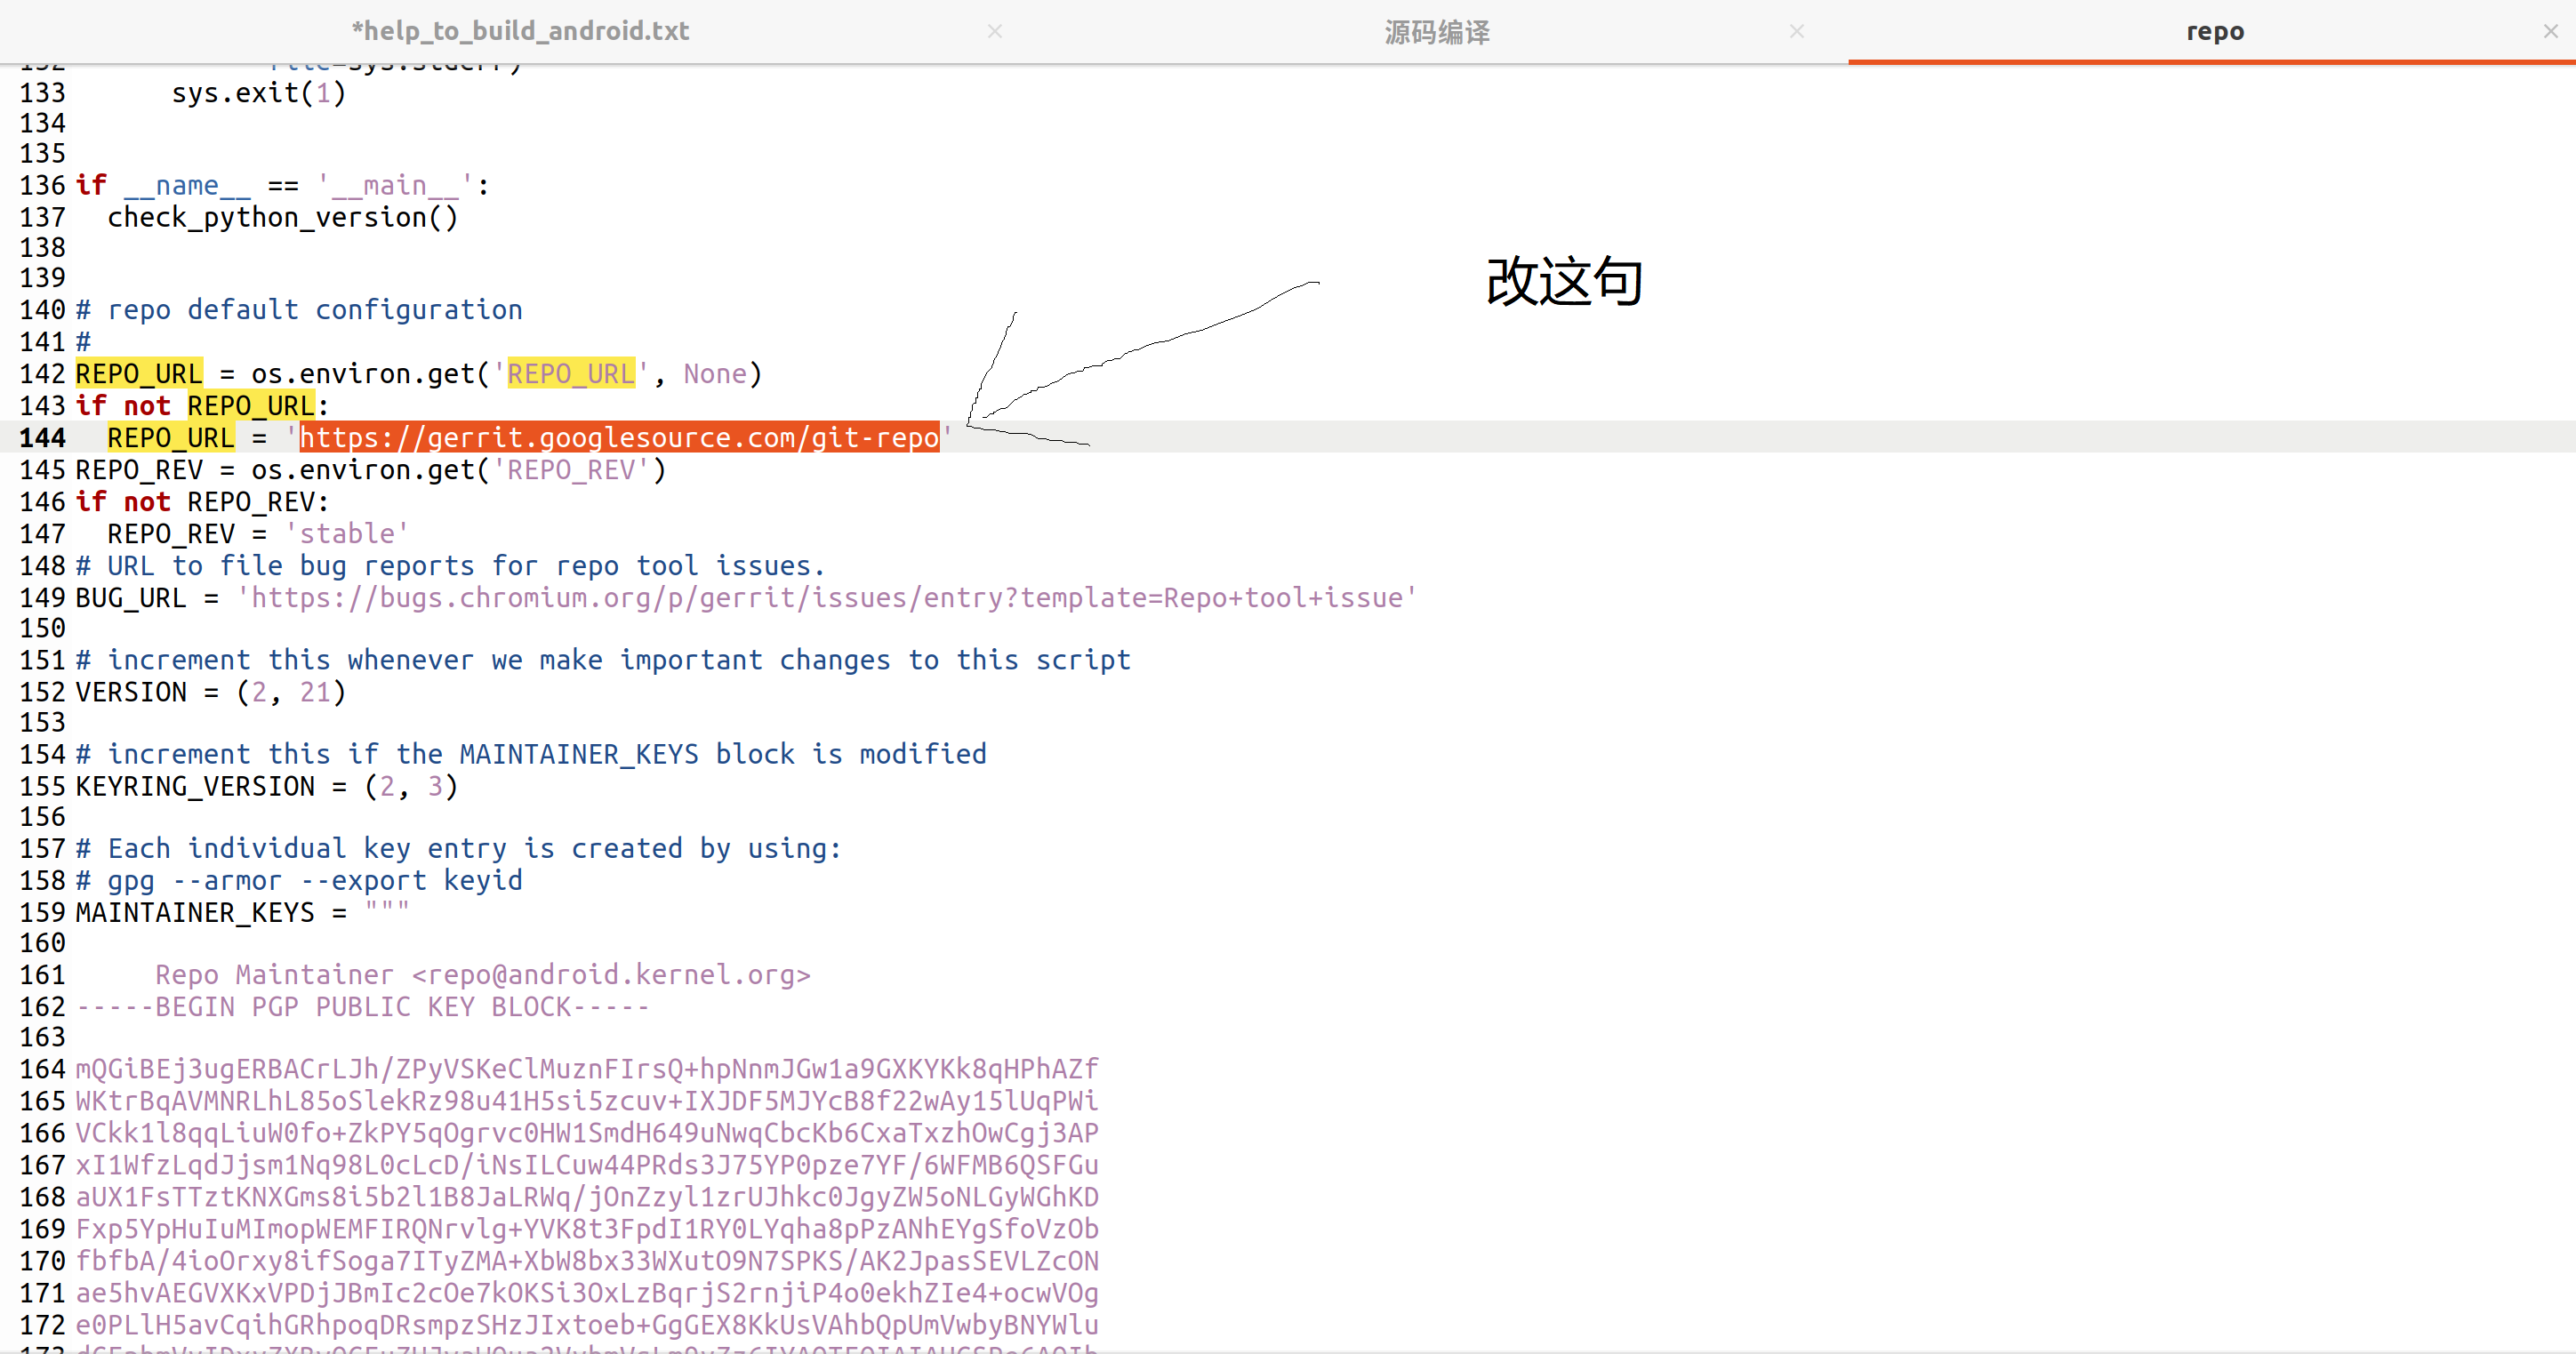 *help_to_build_android.txt
源码编译
repo
133 sys.exit(1)
134
135
136 if __name__ == '__main__':
137 check_python_version()
138
139
改这句
140 # repo default configuration
141 #
142 REPO_URL = os.environ.get('REPO_URL', None)
143 if not REPO_URL:
144 REPO_URL = 'https://gerrit.googlesource.com/git-repo'
145 REPO_REV = os.environ.get('REPO_REV')
146 if not REPO_REV:
147 REPO_REV = 'stable'
148 # URL to file bug reports for repo tool issues.
149 BUG_URL = 'https://bugs.chromium.org/p/gerrit/issues/entry?template=Repo+tool+issue'
150
151 # increment this whenever we make important changes to this script
152 VERSION = (2, 21)
153
154 # increment this if the MAINTAINER_KEYS block is modified
155 KEYRING_VERSION = (2, 3)
156
157 # Each individual key entry is created by using:
158 # gpg --armor --export keyid
159 MAINTAINER_KEYS = """
160
161 Repo Maintainer <repo@android.kernel.org>
162 -----BEGIN PGP PUBLIC KEY BLOCK-----
163
164 mQGiBEj3ugERBACrLJh/ZPyVSKeClMuznFIrsQ+hpNnmJGw1a9GXKYKk8qHPhAZf
165 WKtrBqAVMNRLhL85oSlekRz98u41H5si5zcuv+IXJDF5MJYcB8f22wAy15lUqPWi
166 VCkk1l8qqLiuW0fo+ZkPY5qOgrvc0HW1SmdH649uNwqCbcKb6CxaTxzhOwCgj3AP
167 xI1WfzLqdJjsm1Nq98L0cLcD/iNsILCuw44PRds3J75YP0pze7YF/6WFMB6QSFGu
168 aUX1FsTTztKNXGms8i5b2l1B8JaLRWq/jOnZzyl1zrUJhkc0JgyZW5oNLGyWGhKD
169 Fxp5YpHuIuMImopWEMFIRQNrvlg+YVK8t3FpdI1RY0LYqha8pPzANhEYgSfoVzOb
170 fbfbA/4ioOrxy8ifSoga7ITyZMA+XbW8bx33WXutO9N7SPKS/AK2JpasSEVLZcON
171 ae5hvAEGVXKxVPDjJBmIc2cOe7kOKSi3OxLzBqrjS2rnjiP4o0ekhZIe4+ocwVOg
172 e0PLlH5avCqihGRhpoqDRsmpzSHzJIxtoeb+GgGEX8KkUsVAhbQpUmVwbyBNYWlu